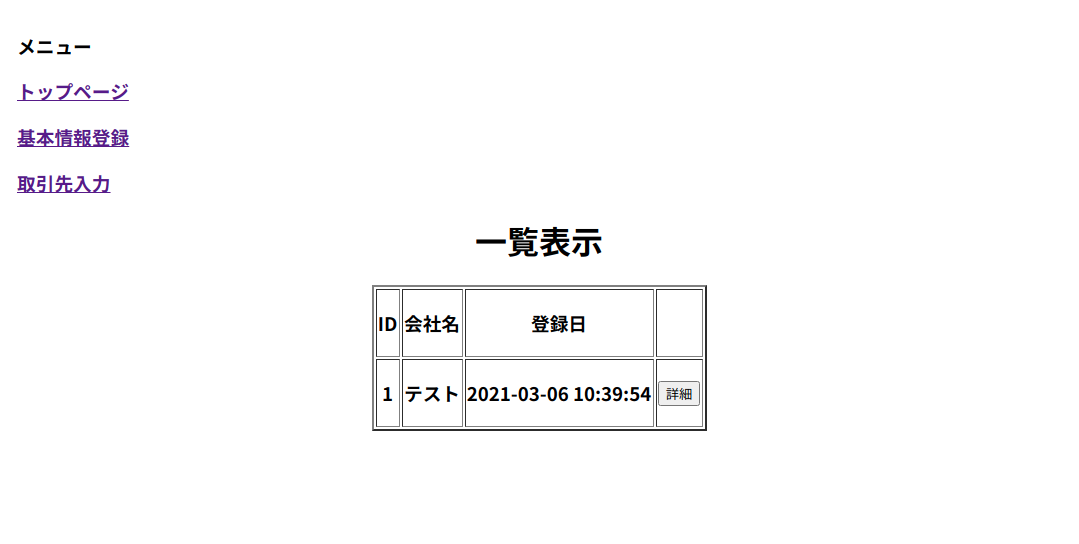 メニュー
トップページ
基本情報登録
取引先入力
一覧表示
ID 会社名 登録日
1 テスト 2021-03-06 10:39:54 詳細